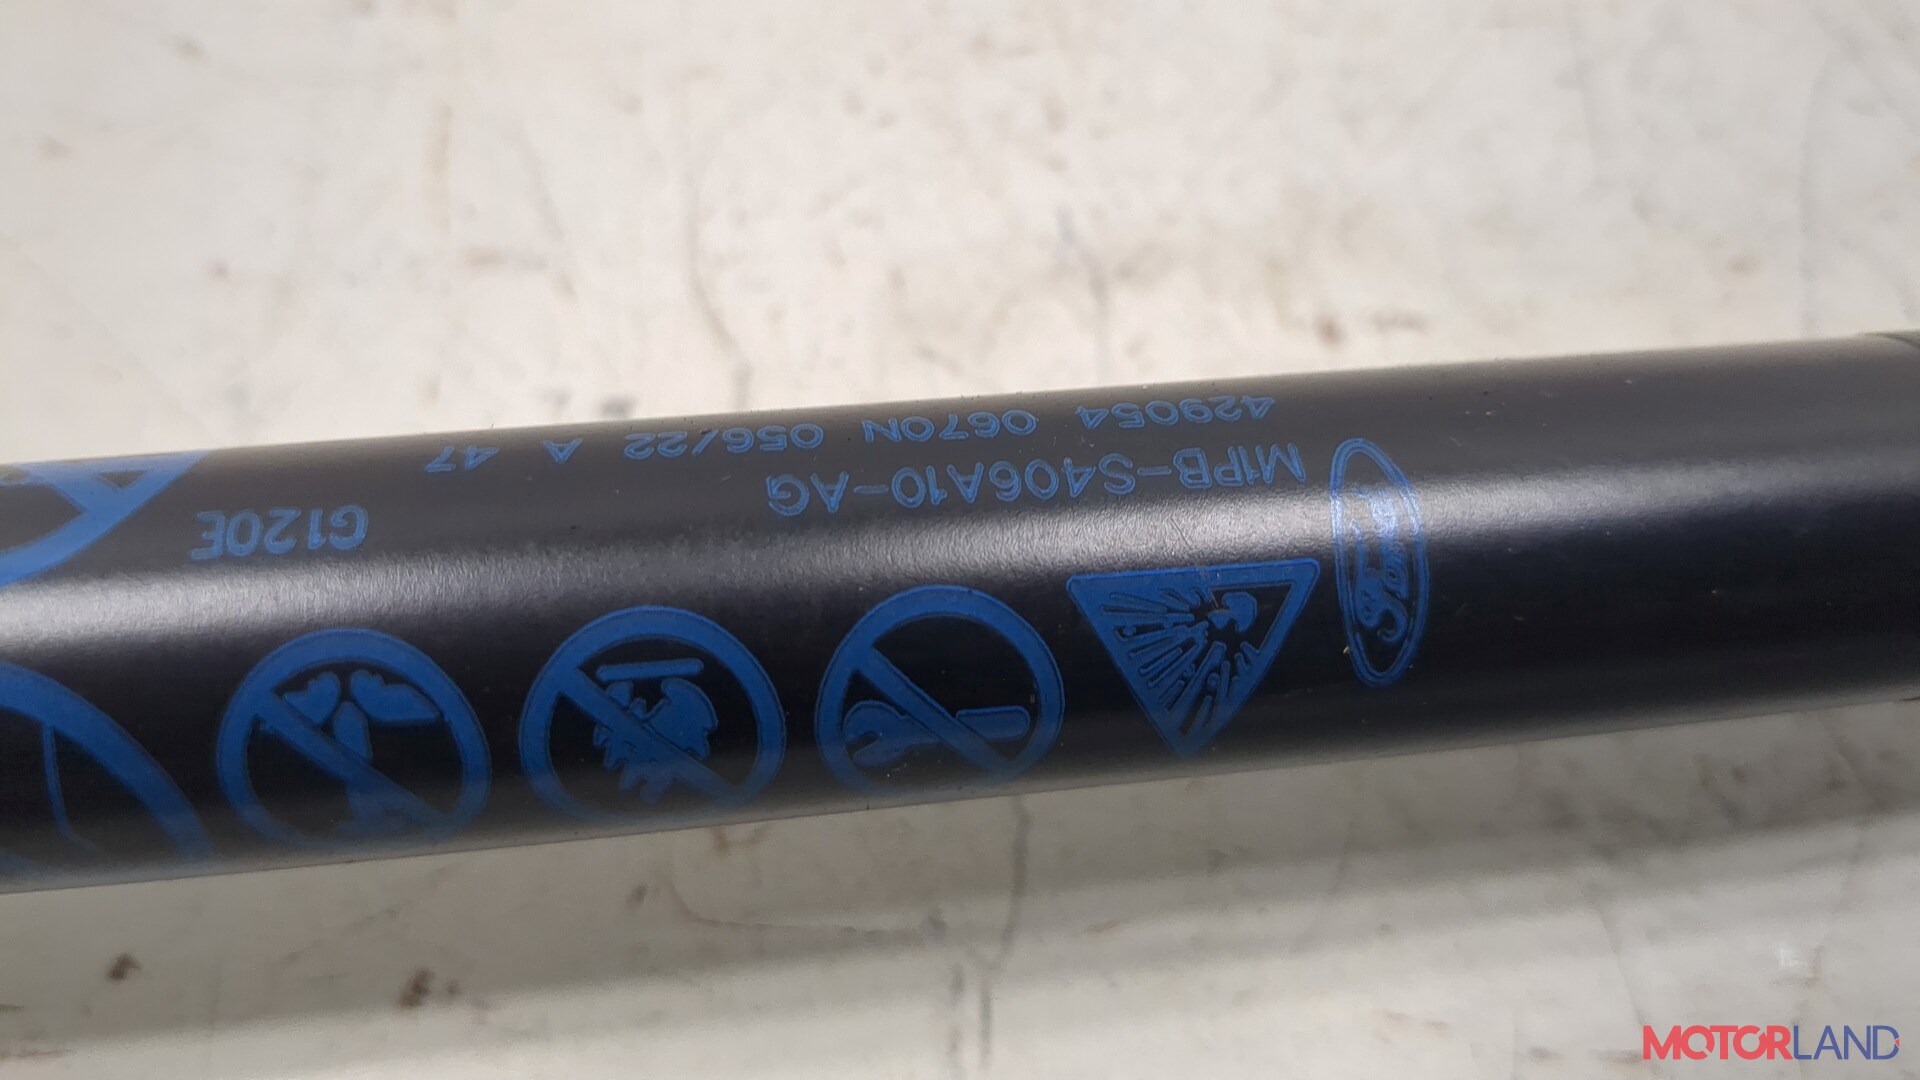 Ford
M1PB-S406A10-AG
429054 0670N 056/22 A 47
G120E
MOTORLAND